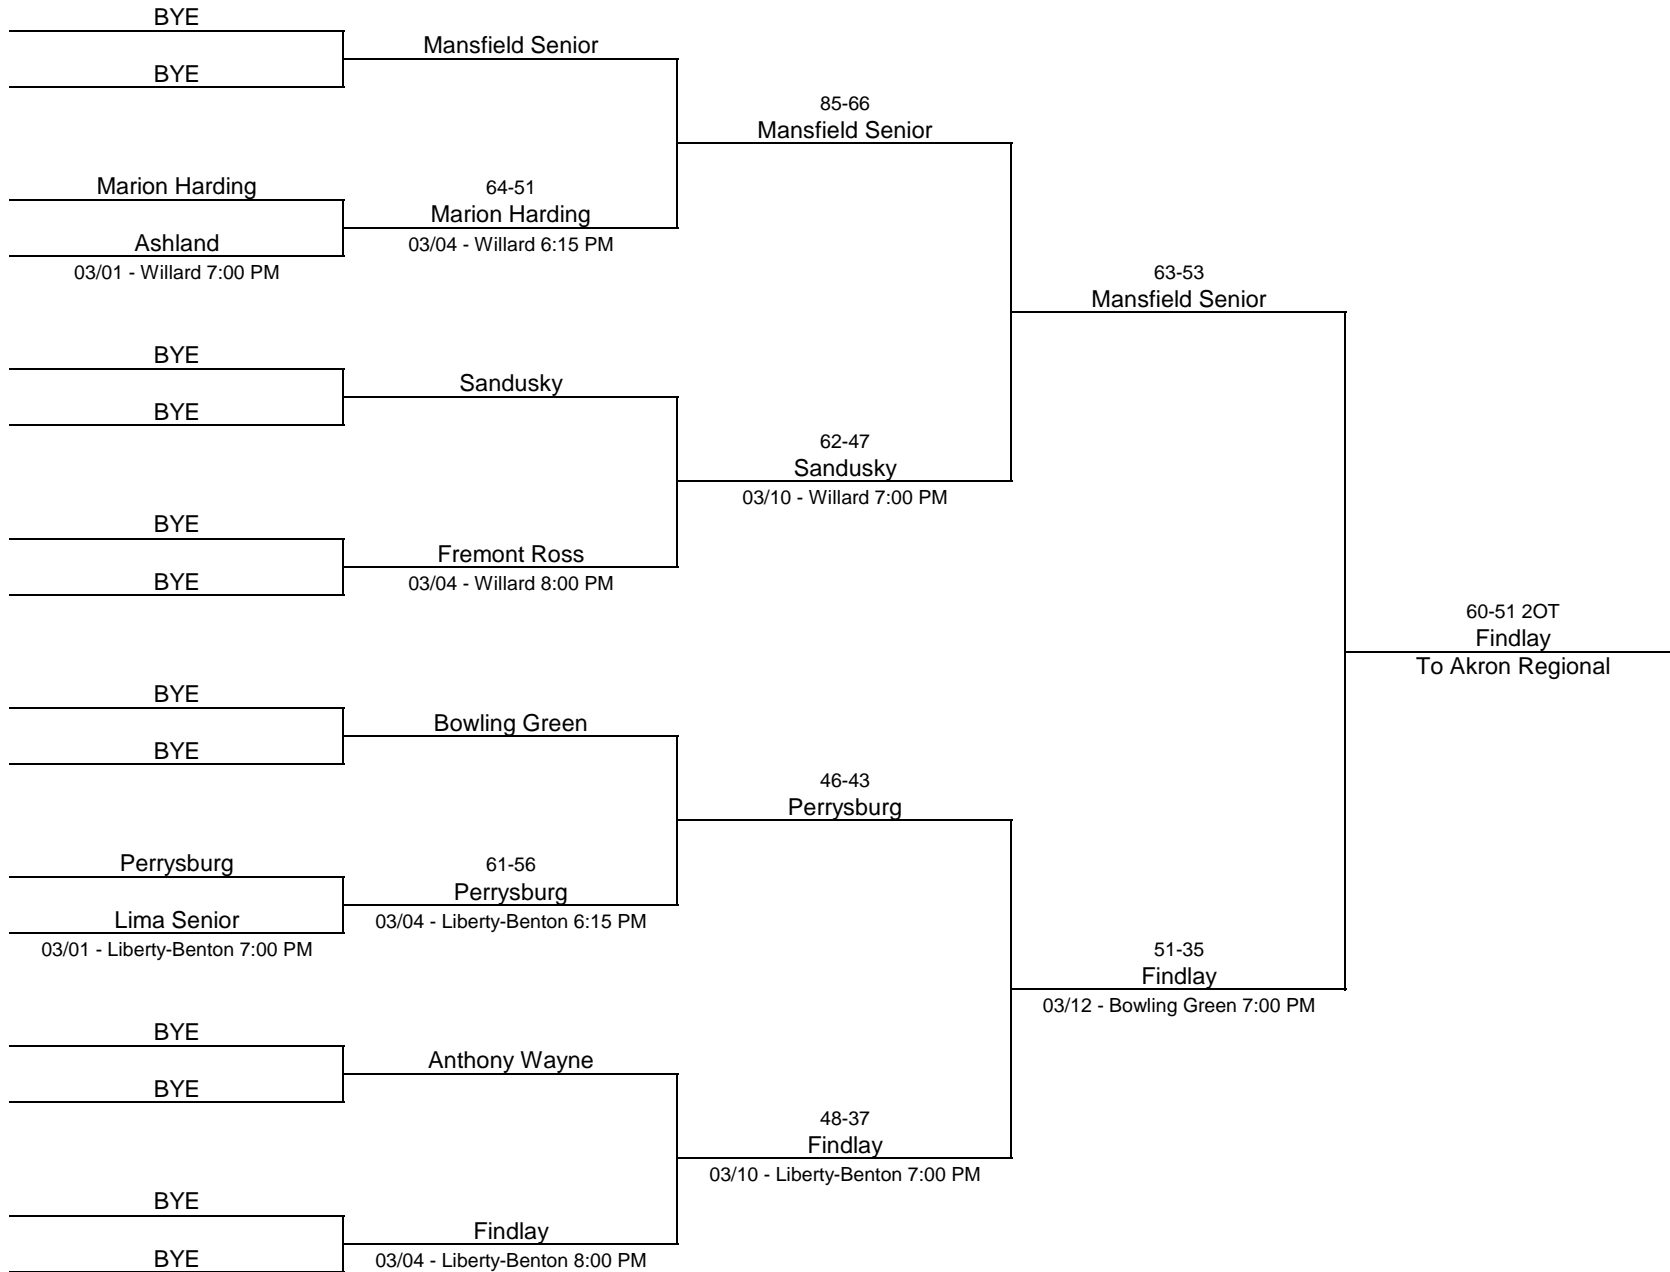 BYE
BYE
Marion Harding
Ashland
03/01 - Willard 7:00 PM
BYE
BYE
BYE
BYE
BYE
BYE
Perrysburg
Lima Senior
03/01 - Liberty-Benton 7:00 PM
BYE
BYE
BYE
BYE
Mansfield Senior
64-51
Marion Harding
03/04 - Willard 6:15 PM
Sandusky
Fremont Ross
03/04 - Willard 8:00 PM
Bowling Green
61-56
Perrysburg
03/04 - Liberty-Benton 6:15 PM
Anthony Wayne
Findlay
03/04 - Liberty-Benton 8:00 PM
85-66
Mansfield Senior
62-47
Sandusky
03/10 - Willard 7:00 PM
46-43
Perrysburg
48-37
Findlay
03/10 - Liberty-Benton 7:00 PM
63-53
Mansfield Senior
51-35
Findlay
03/12 - Bowling Green 7:00 PM
60-51 2OT
Findlay
To Akron Regional